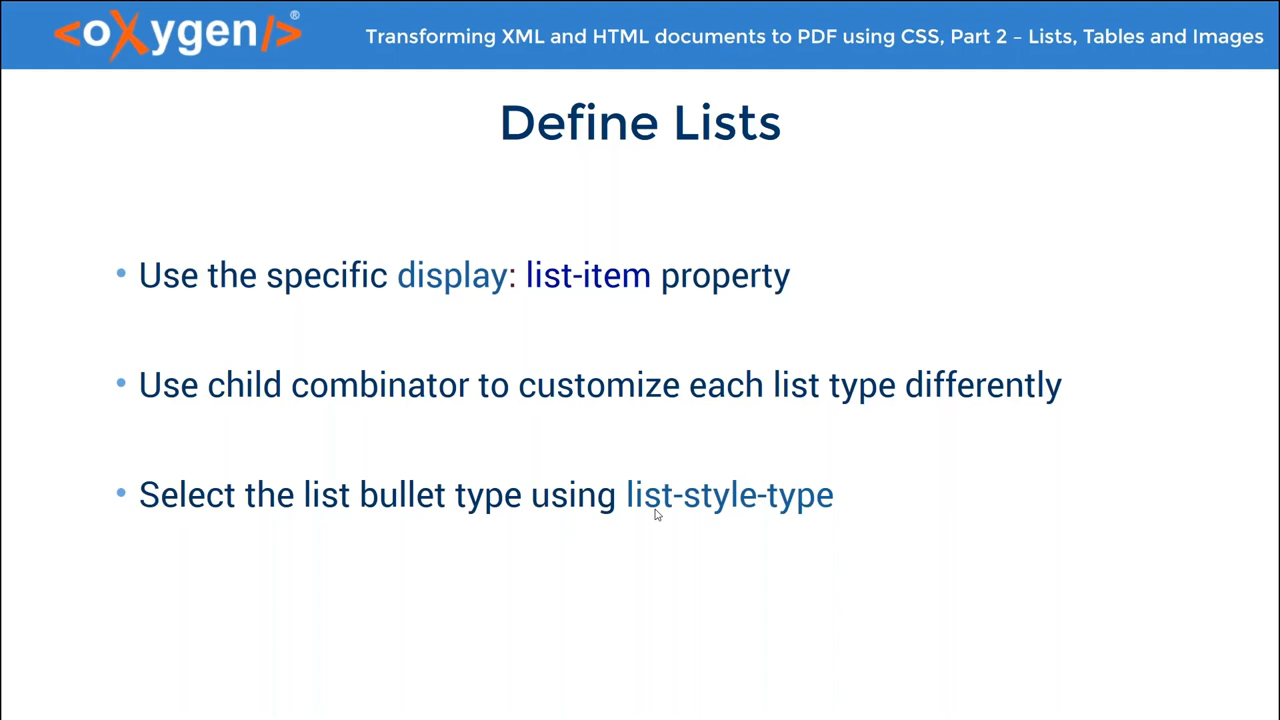 <oXygen/>®
Transforming XML and HTML documents to PDF using CSS, Part 2 – Lists, Tables and Images
Define Lists
• Use the specific display: list-item property
• Use child combinator to customize each list type differently
• Select the list bullet type using list-style-type